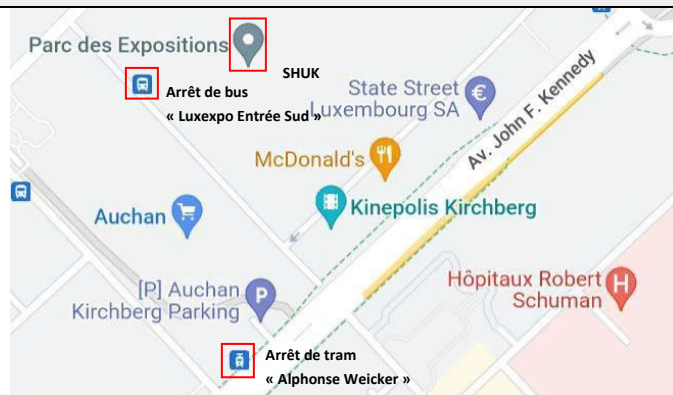 Parc des Expositions
SHUK
Arrêt de bus
« Luxexpo Entrée Sud »
State Street
Luxembourg SA
€
Av. John F. Kennedy
McDonald's
Auchan
Kinepolis Kirchberg
[P] Auchan
Kirchberg Parking
P
Hôpitaux Robert
Schuman
H
Arrêt de tram
« Alphonse Weicker »